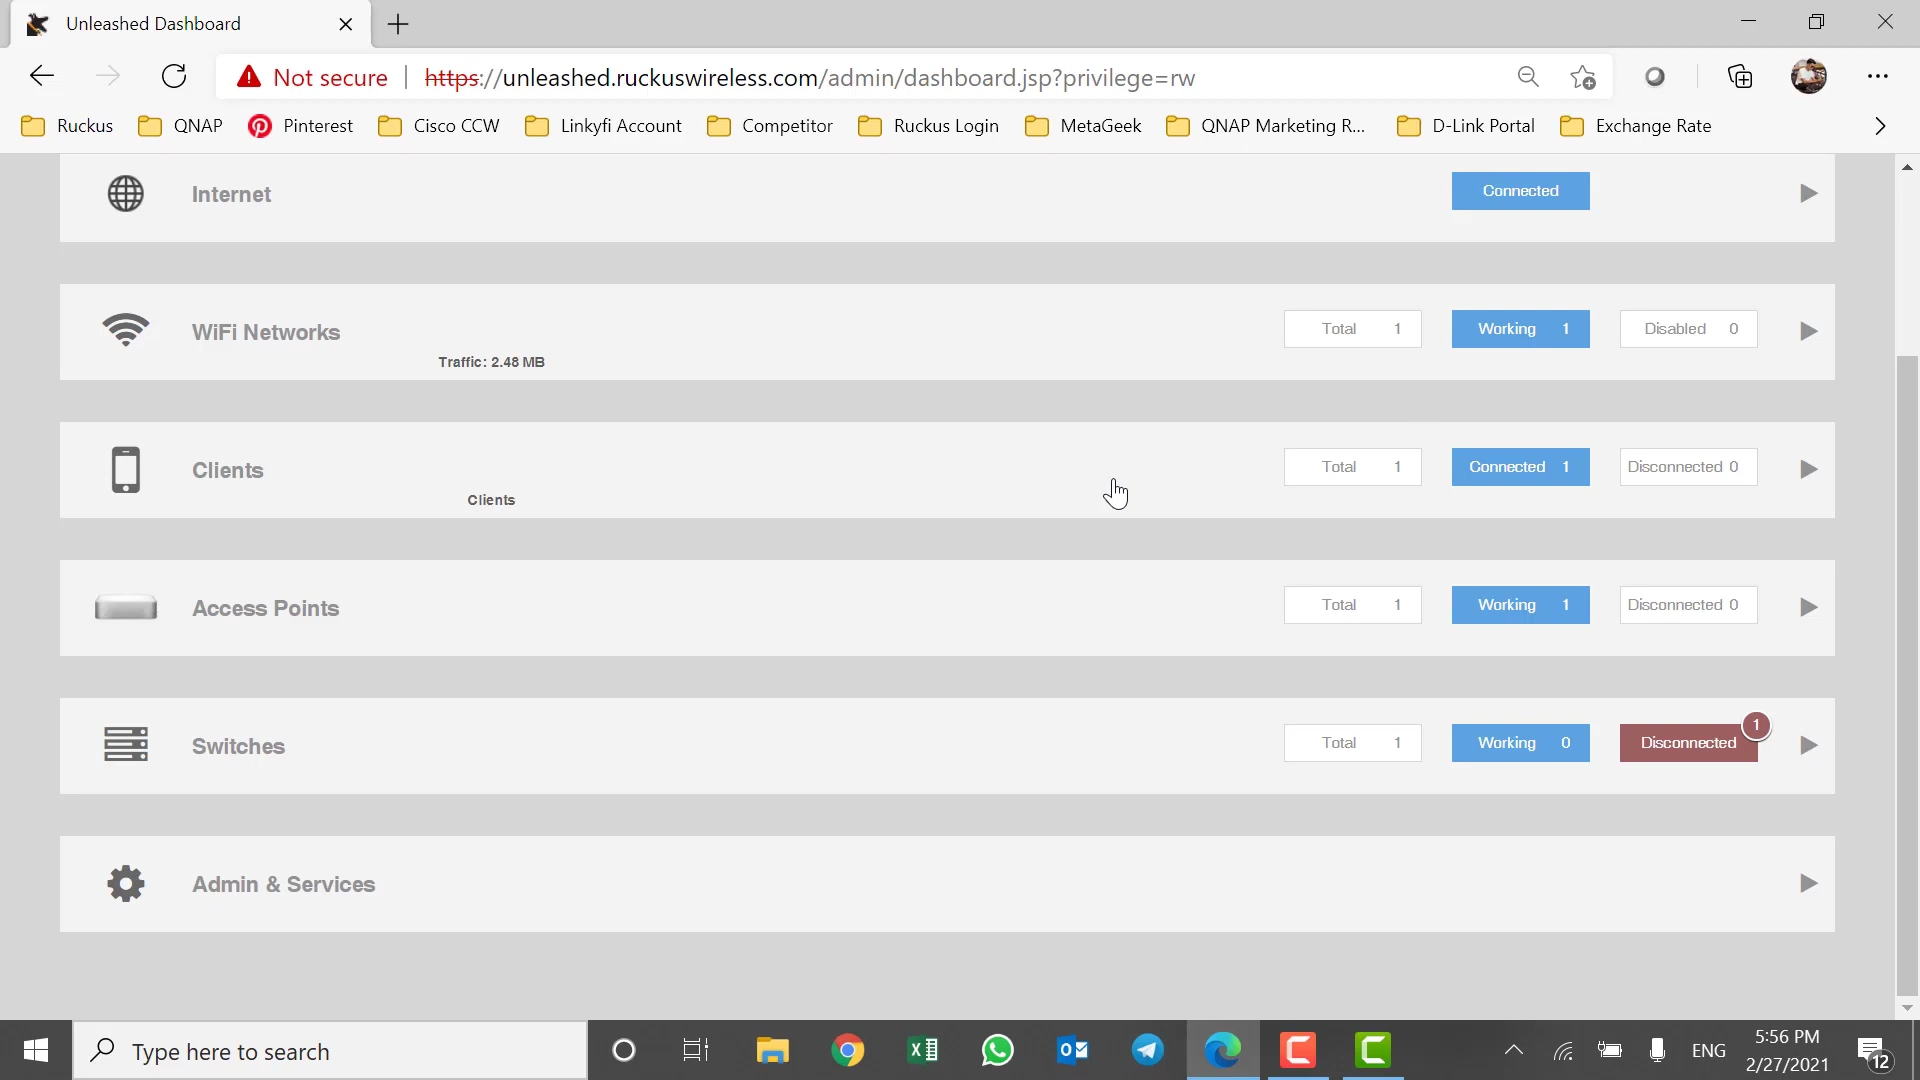 Unleashed Dashboard
Not secure | https://unleashed.ruckuswireless.com/admin/dashboard.jsp?privilege=rw
Ruckus QNAP Pinterest Cisco CCW Linkyfi Account Competitor Ruckus Login MetaGeek QNAP Marketing R... D-Link Portal Exchange Rate
Internet Connected
WiFi Networks Total 1 Working 1 Disabled 0
Traffic: 2.48 MB
Clients Total 1 Connected 1 Disconnected 0
Clients
Access Points Total 1 Working 1 Disconnected 0
Switches Total 1 Working 0 Disconnected 1
Admin & Services
Type here to search
ENG
5:56 PM
2/27/2021
12